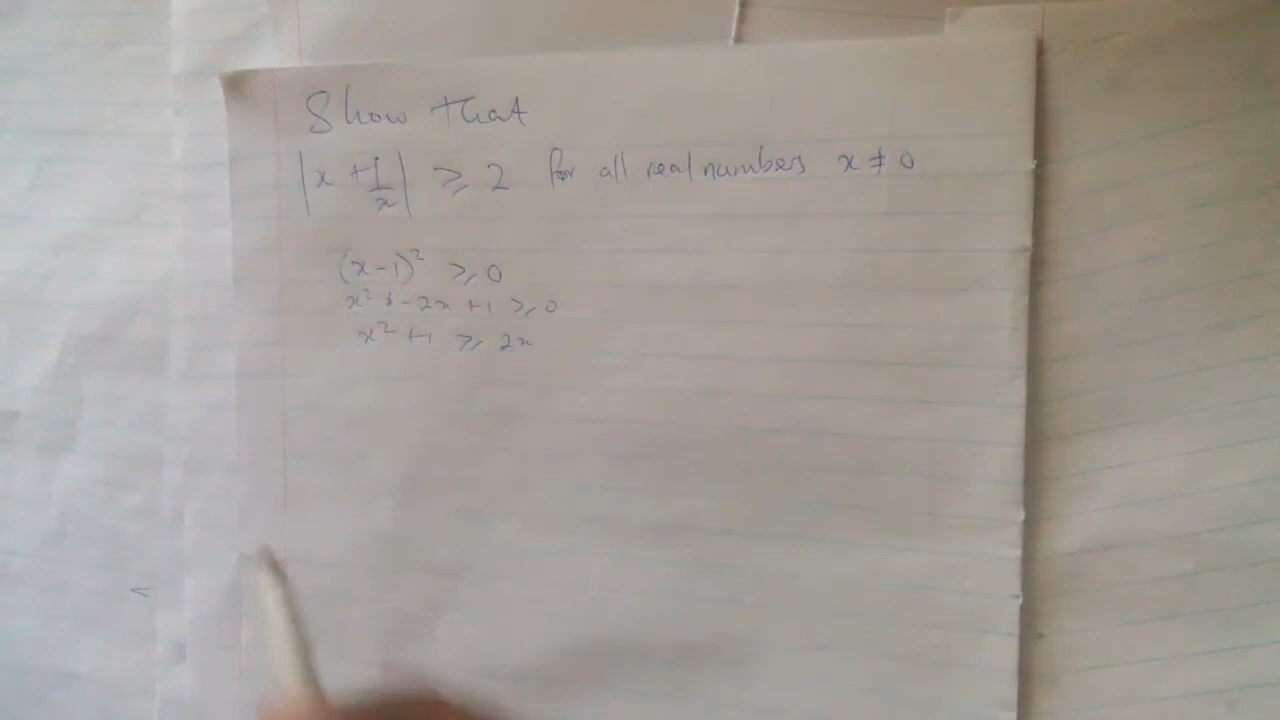 Show that
|x + 1/x| ⩾ 2 for all real numbers x ≠ 0
(x-1)² ⩾ 0
x² - 2x + 1 ⩾ 0
x² + 1 ⩾ 2x
<